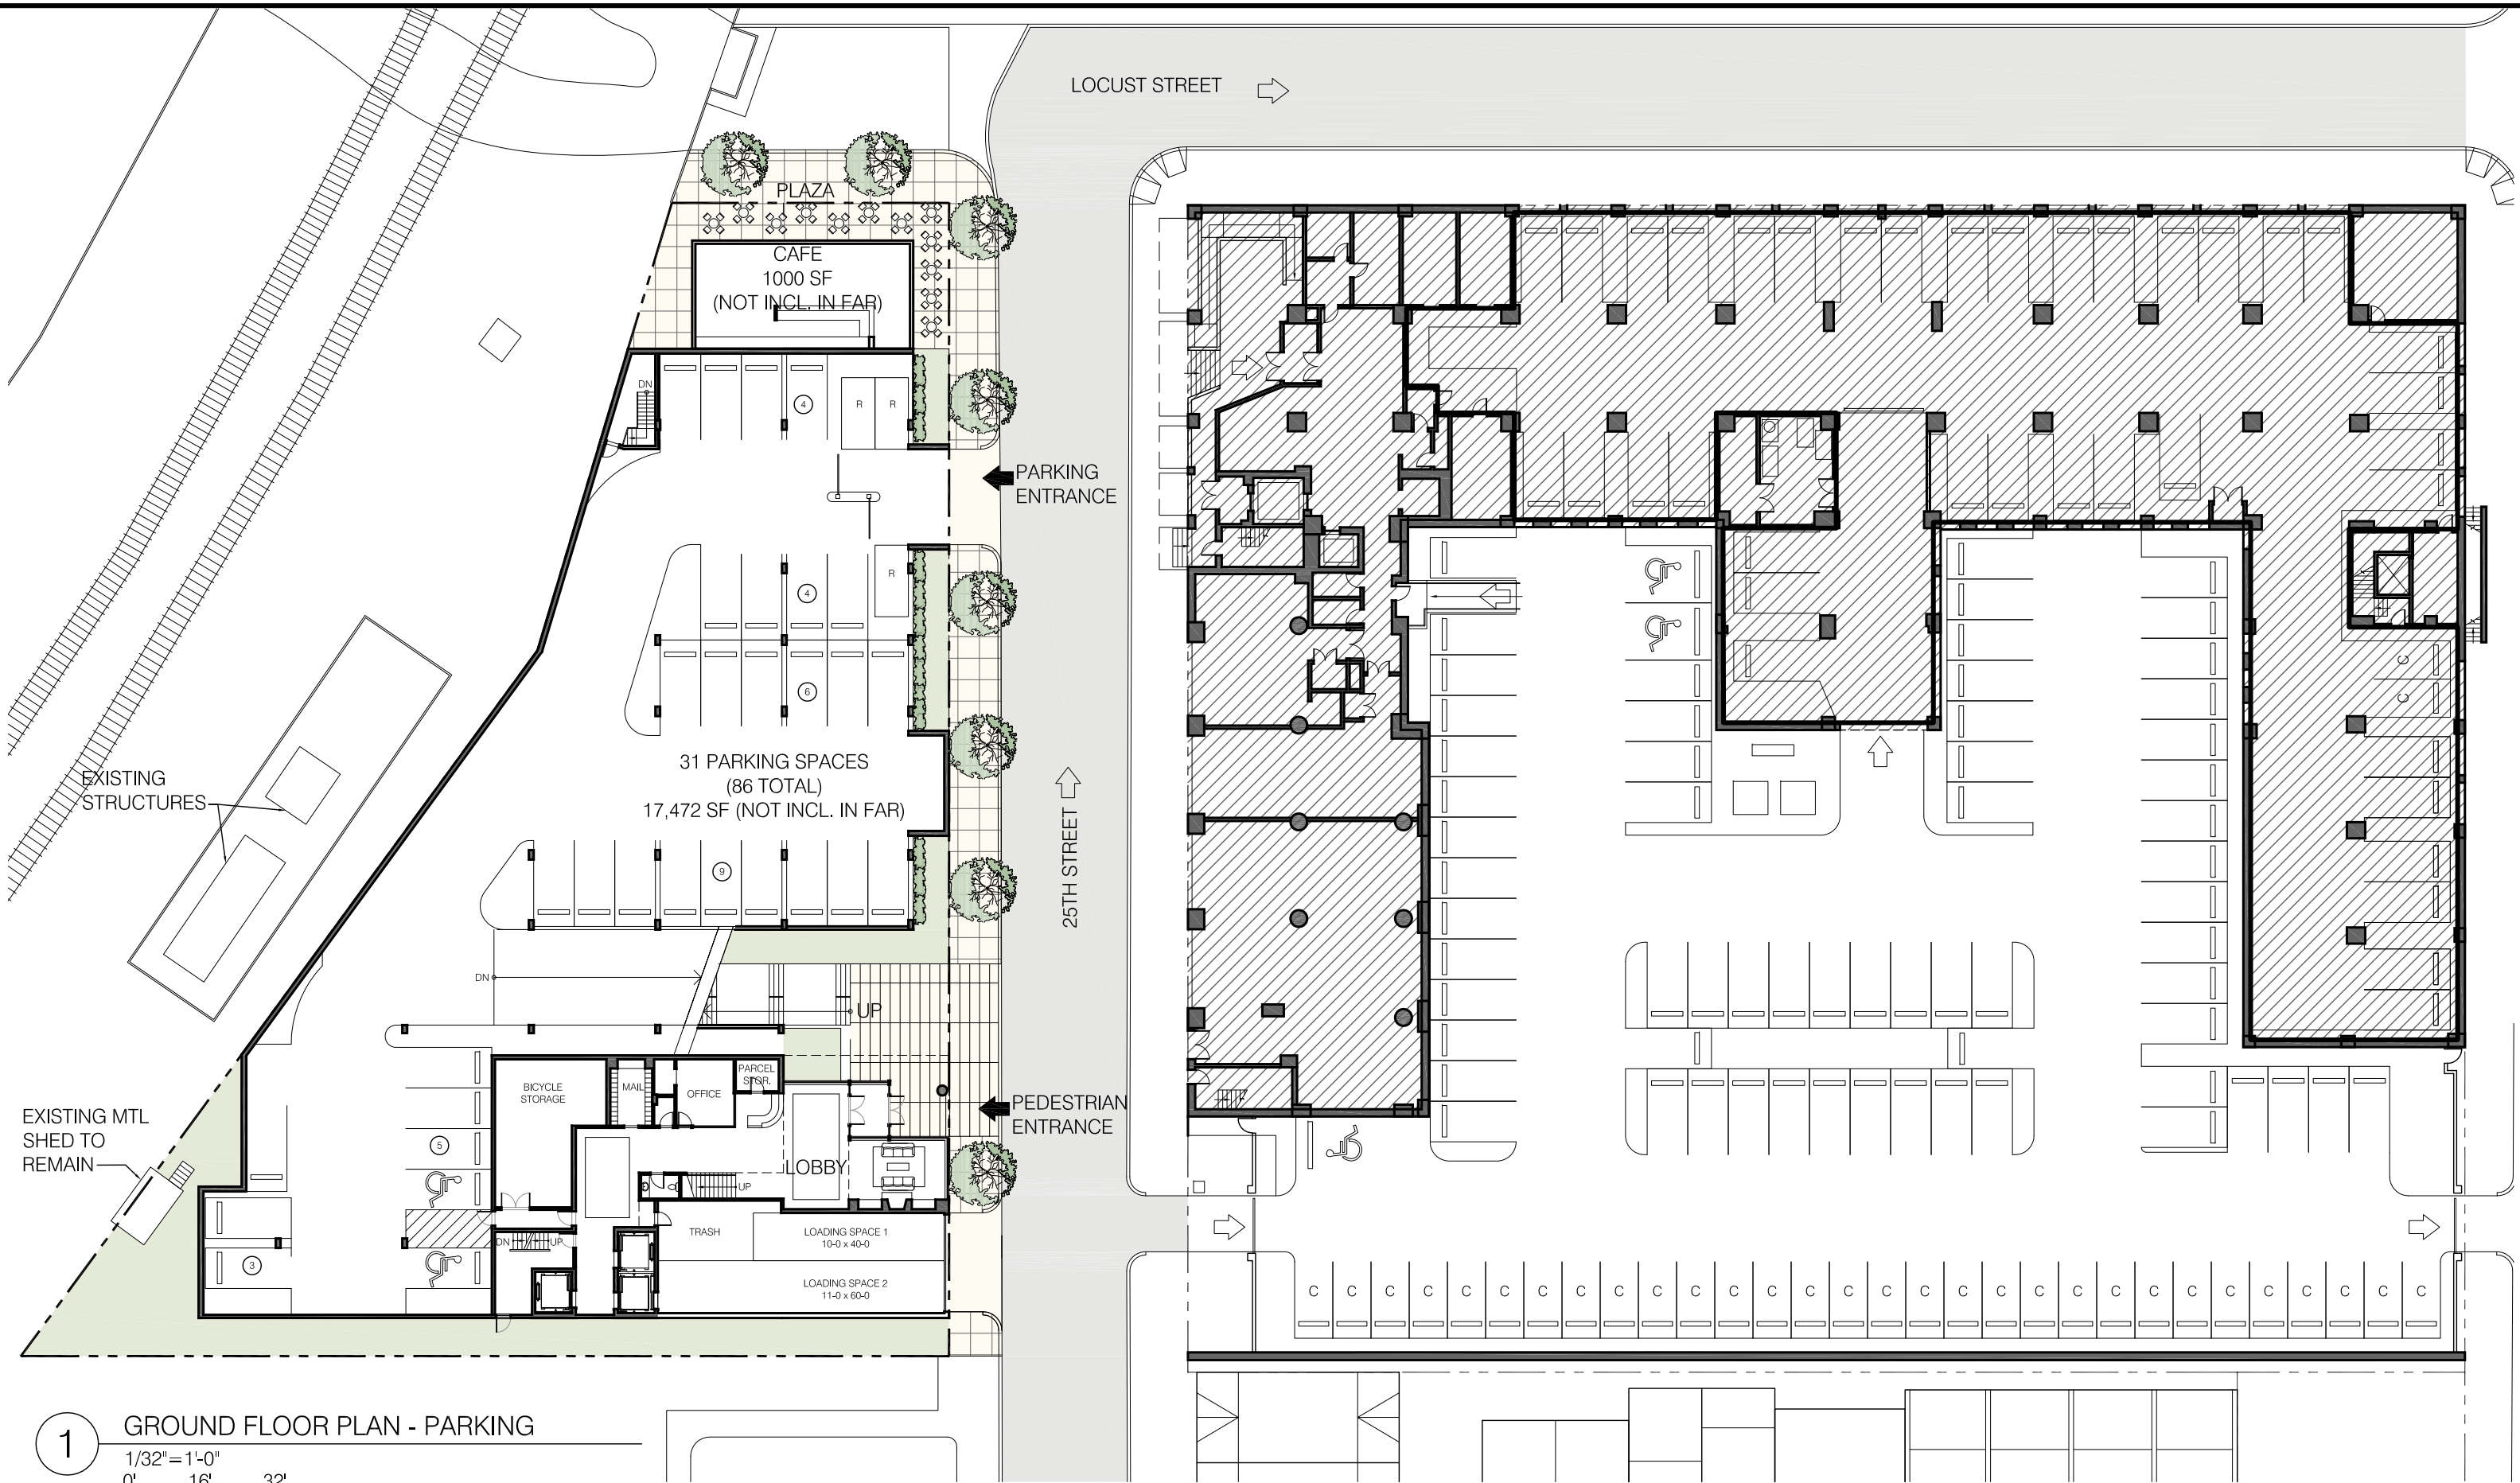 LOCUST STREET
PLAZA
CAFE
1000 SF
(NOT INCL. IN FAR)
DN
4
R
R
PARKING
ENTRANCE
R
4
6
31 PARKING SPACES
(86 TOTAL)
17,472 SF (NOT INCL. IN FAR)
EXISTING
STRUCTURES
25TH STREET
C
C
9
DN
UP
BICYCLE
STORAGE
MAIL
OFFICE
PARCEL
STOR.
PEDESTRIAN
ENTRANCE
EXISTING MTL
SHED TO
REMAIN
5
LOBBY
UP
TRASH
LOADING SPACE 1
10-0 x 40-0
DN
UP
3
LOADING SPACE 2
11-0 x 60-0
C C C C C C C C C C C C C C C C C C C C C C C C C C C C C C
1
GROUND FLOOR PLAN - PARKING
1/32"=1'-0"
0' 16' 32'